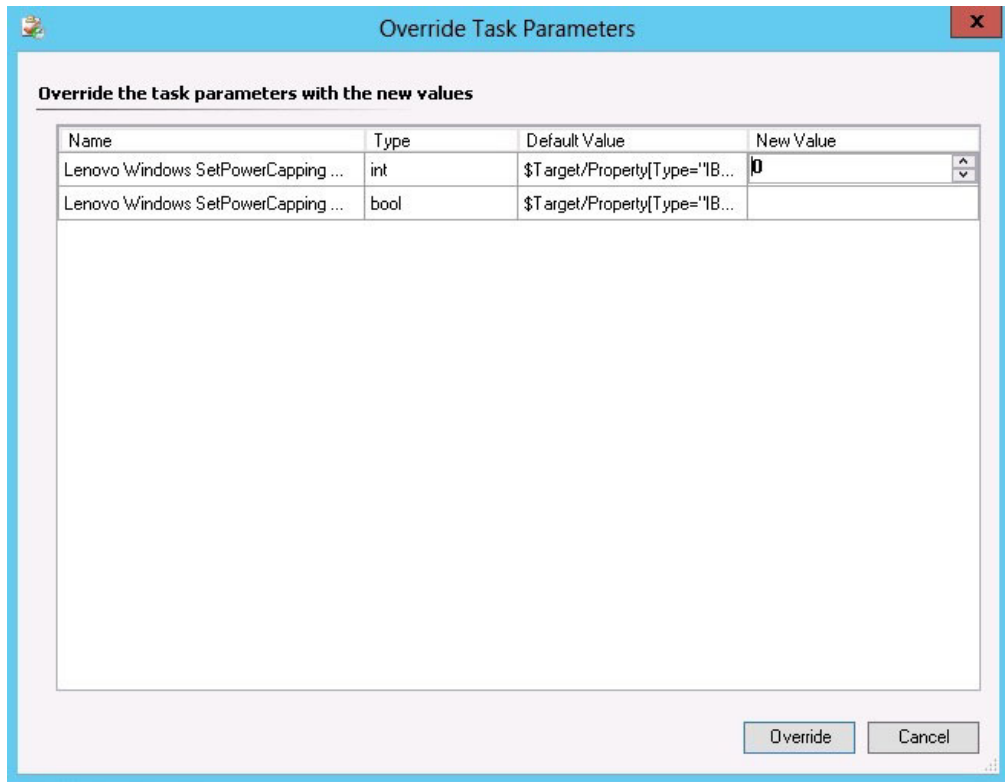 Override Task Parameters
x
Override the task parameters with the new values
Name Type Default Value New Value
Lenovo Windows SetPowerCapping ... int $Target/Property[Type="IB... 0
Lenovo Windows SetPowerCapping ... bool $Target/Property[Type="IB...
Override Cancel